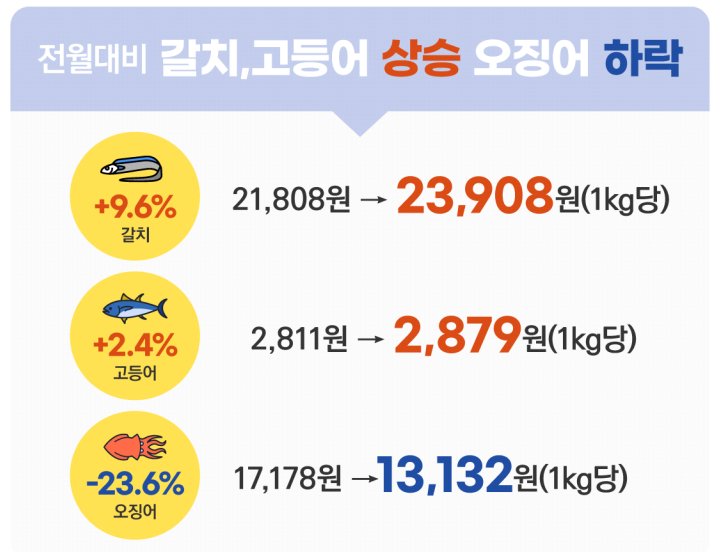 전월대비 갈치,고등어 상승 오징어 하락
+9.6%
갈치
21,808원 → 23,908원(1kg당)
+2.4%
고등어
2,811원 → 2,879원(1kg당)
-23.6%
오징어
17,178원 →13,132원(1kg당)